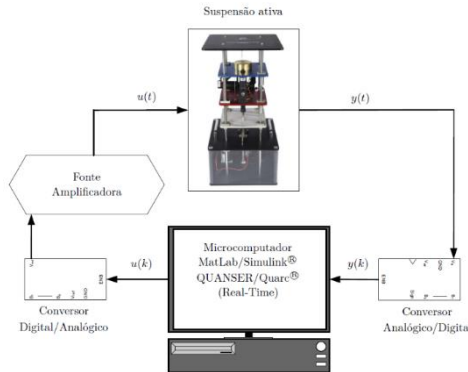 Suspensão ativa
u(t)
y(t)
Fonte
Amplificadora
Microcomputador
MatLab/Simulink®
QUANSER/Quarc®
(Real-Time)
u(k)
y(k)
Conversor
Digital/Analógico
Conversor
Analógico/Digita